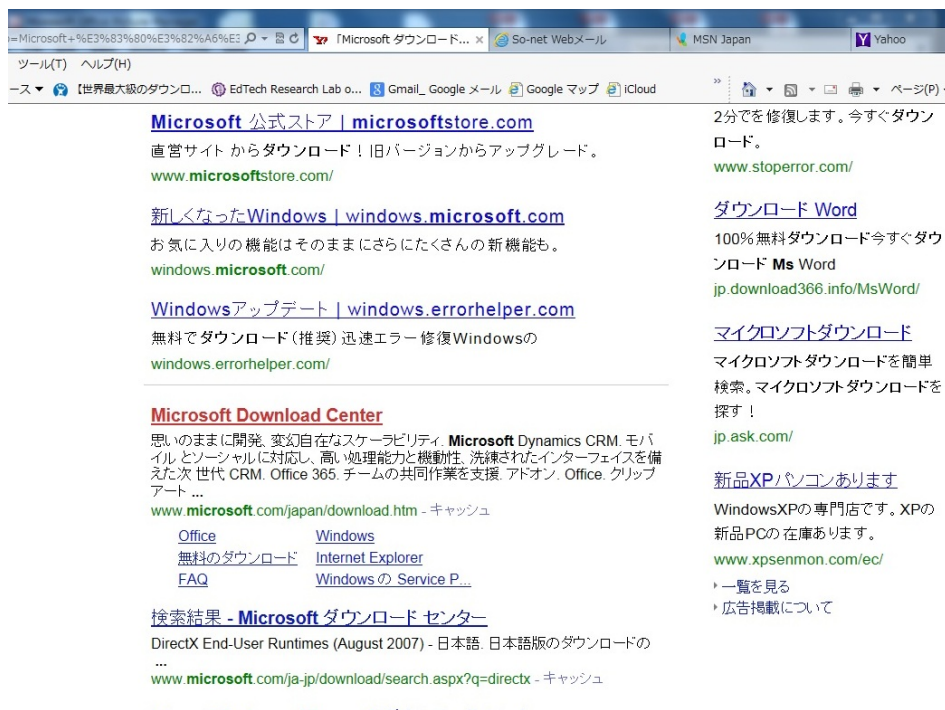 =Microsoft+%E3%83%80%E3%82%A6%E3
「Microsoft ダウンロード... ×
So-net Webメール
MSN Japan
Yahoo
ツール(T) ヘルプ(H)
ース▼ 【世界最大級のダウンロ... EdTech Research Lab o... Gmail_ Google メール Google マップ iCloud
» ページ(P)
Microsoft 公式ストア | microsoftstore.com
直営サイト からダウンロード！旧バージョンからアップグレード。
www.microsoftstore.com/
新しくなったWindows | windows.microsoft.com
お気に入りの機能はそのままにさらにたくさんの新機能も。
windows.microsoft.com/
Windowsアップデート | windows.errorhelper.com
無料でダウンロード(推奨) 迅速エラー修復Windowsの
windows.errorhelper.com/
Microsoft Download Center
思いのままに開発、変幻自在なスケーラビリティ. Microsoft Dynamics CRM. モバ
イル とソーシャルに対応し、高い処理能力と機動性、洗練されたインターフェイスを備
えた次 世代 CRM. Office 365. チームの共同作業を支援. アドオン. Office. クリップ
アート ...
www.microsoft.com/japan/download.htm - キャッシュ
Office Windows
無料のダウンロード Internet Explorer
FAQ Windows の Service P...
検索結果 - Microsoft ダウンロード センター
DirectX End-User Runtimes (August 2007) - 日本語. 日本語版のダウンロードの
...
www.microsoft.com/ja-jp/download/search.aspx?q=directx - キャッシュ
2分でを修復します。今すぐダウン
ロード。
www.stoperror.com/
ダウンロード Word
100%無料ダウンロード今すぐダウ
ンロード Ms Word
jp.download366.info/MsWord/
マイクロソフトダウンロード
マイクロソフトダウンロードを簡単
検索。マイクロソフトダウンロードを
探す！
jp.ask.com/
新品XPパソコンあります
WindowsXPの専門店です。XPの
新品PCの在庫あります。
www.xpsenmon.com/ec/
一覧を見る
広告掲載について